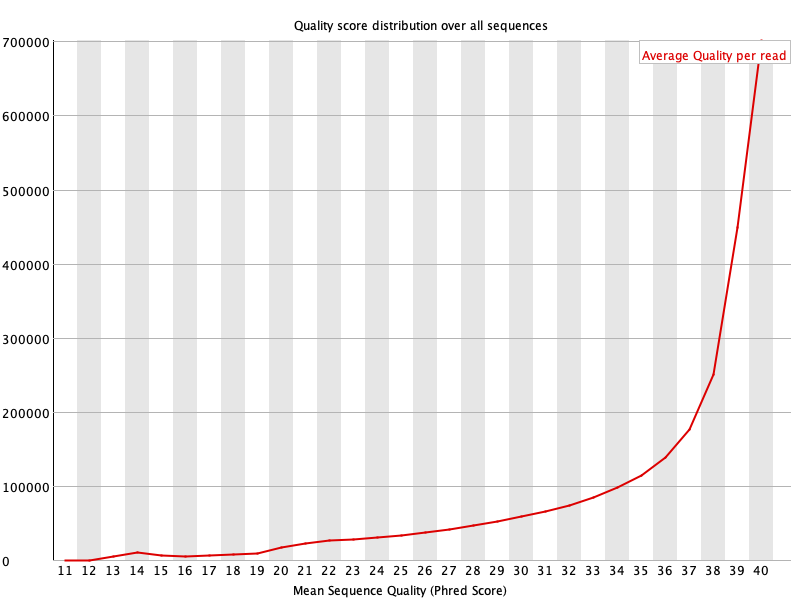 Quality score distribution over all sequences
Average Quality per read
700000
600000
500000
400000
300000
200000
100000
0
11 12 13 14 15 16 17 18 19 20 21 22 23 24 25 26 27 28 29 30 31 32 33 34 35 36 37 38 39 40
Mean Sequence Quality (Phred Score)